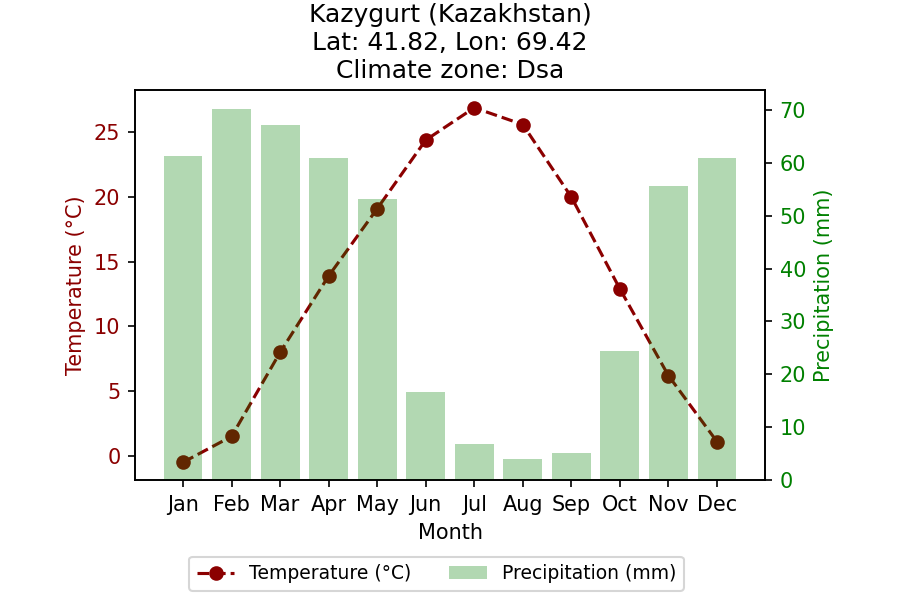 Kazygurt (Kazakhstan)
Lat: 41.82, Lon: 69.42
Climate zone: Dsa
Temperature (°C)
25
20
15
10
5
0
70
60
50
40
30
20
10
0
Precipitation (mm)
Jan Feb Mar Apr May Jun Jul Aug Sep Oct Nov Dec
Month
Temperature (°C) Precipitation (mm)